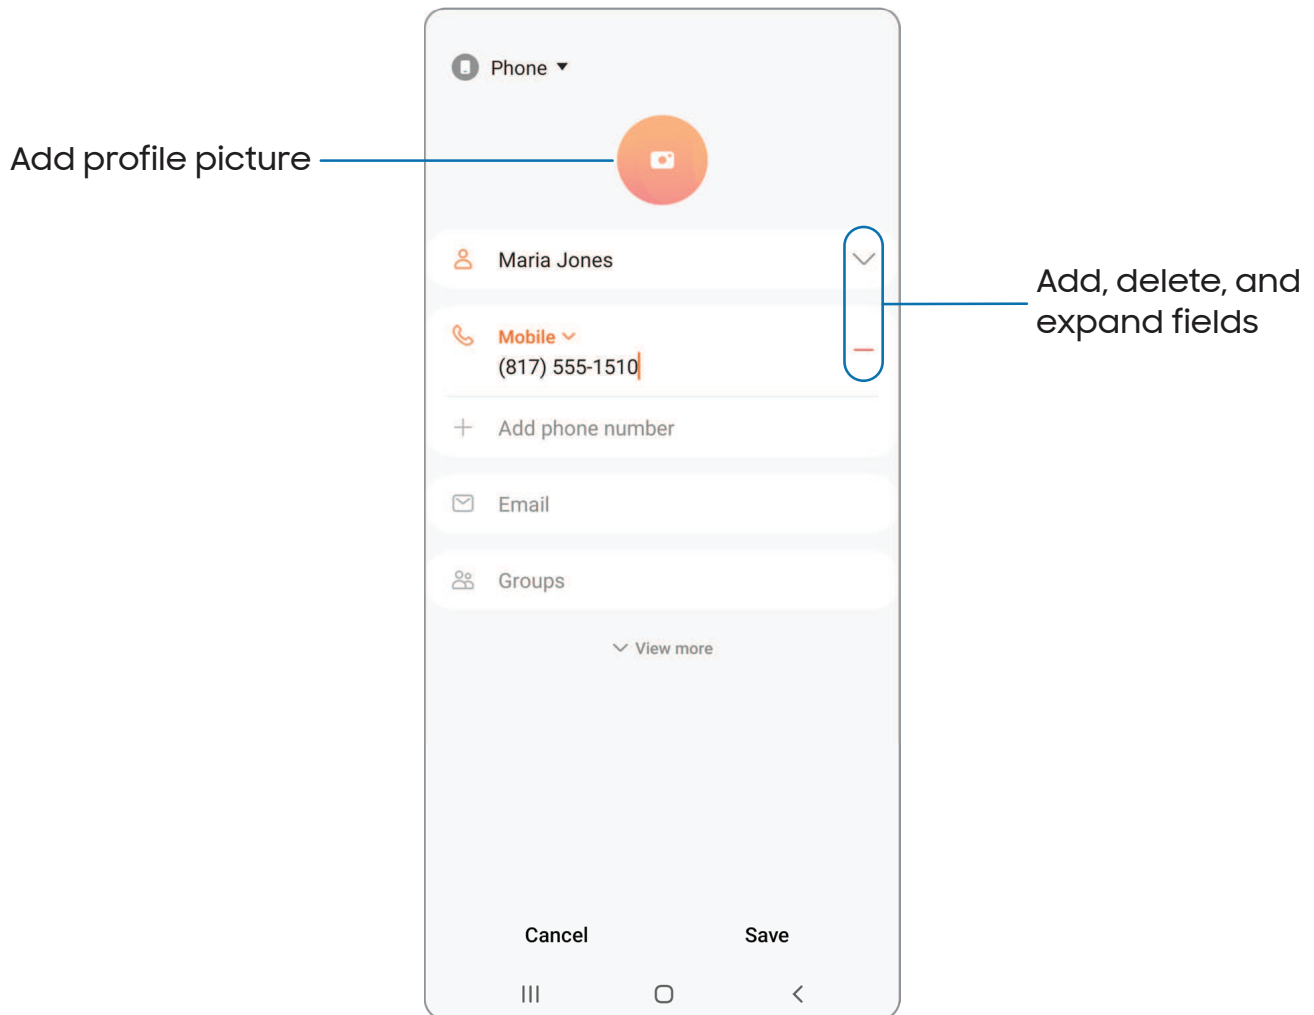 Phone
Add profile picture
Maria Jones
Add, delete, and
expand fields
Mobile
(817) 555-1510
Add phone number
Email
Groups
View more
Cancel Save